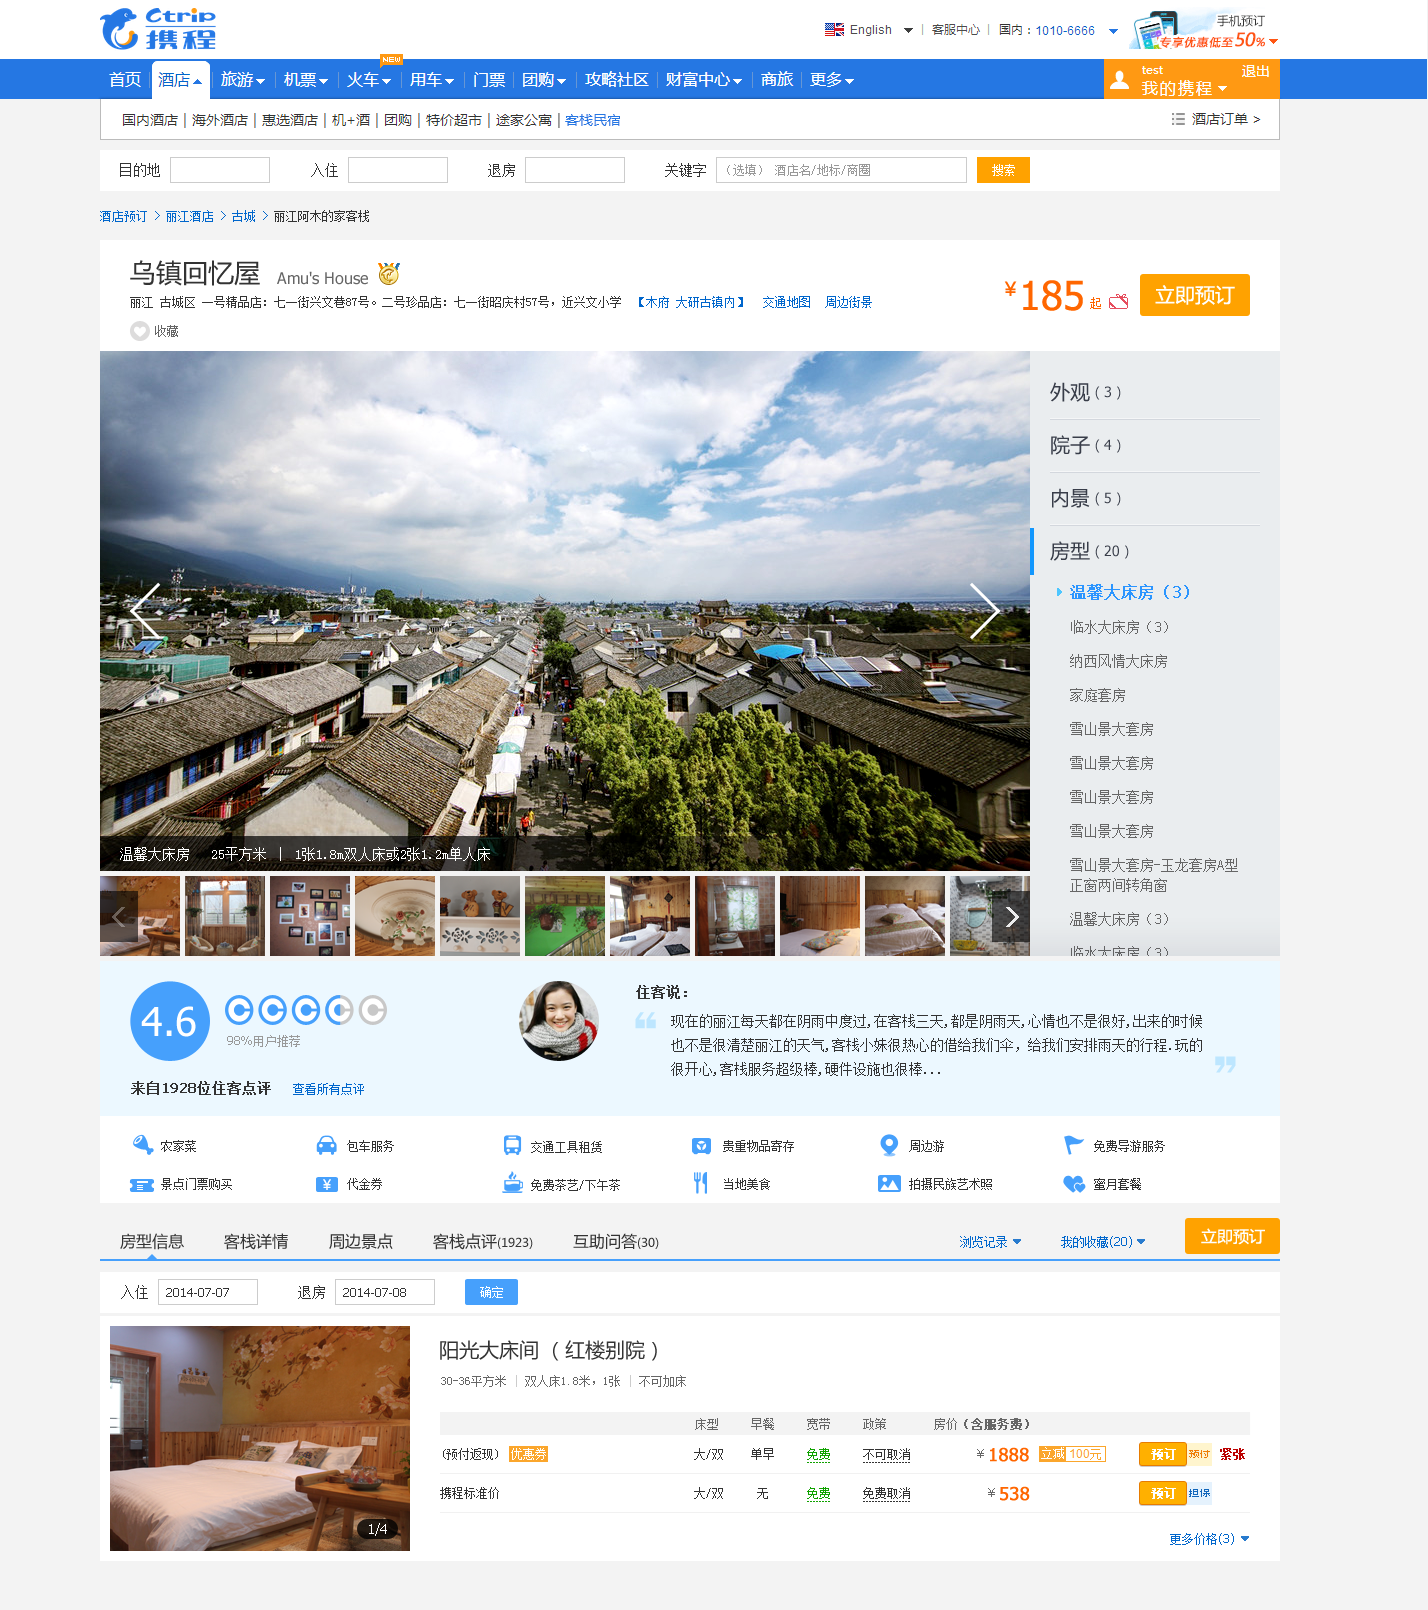 Ctrip
携程
English 客服中心 国内：1010-6666
手机预订
专享优惠低至50%
NEW
首页 酒店 旅游 机票 火车 用车 门票 团购 攻略社区 财富中心 商旅 更多
test
我的携程
退出
国内酒店 | 海外酒店 | 惠选酒店 | 机+酒 | 团购 | 特价超市 | 途家公寓 | 客栈民宿
酒店订单 >
目的地 入住 退房 关键字 （选填） 酒店名/地标/商圈 搜索
酒店预订 > 丽江酒店 > 古城 > 丽江阿木的家客栈
乌镇回忆屋 Amu's House
丽江 古城区 一号精品店：七一街兴文巷87号。二号珍品店：七一街昭庆村57号，近兴文小学 【木府 大研古镇内】 交通地图 周边街景
收藏
¥185起
立即预订
外观（3）
院子（4）
内景（5）
房型（20）
温馨大床房（3）
临水大床房（3）
纳西风情大床房
家庭套房
雪山景大套房
雪山景大套房
雪山景大套房
雪山景大套房
雪山景大套房-玉龙套房A型
正窗两间转角窗
温馨大床房（3）
临水大床房（3）
温馨大床房 25平方米 | 1张1.8m双人床或2张1.2m单人床
4.6
98%用户推荐
来自1928位住客点评 查看所有点评
住客说：
现在的丽江每天都在阴雨中度过,在客栈三天,都是阴雨天,心情也不是很好,出来的时候
也不是很清楚丽江的天气,客栈小妹很热心的借给我们伞，给我们安排雨天的行程.玩的
很开心,客栈服务超级棒,硬件设施也很棒...
农家菜 包车服务 交通工具租赁 贵重物品寄存 周边游 免费导游服务
景点门票购买 代金券 免费茶艺/下午茶 当地美食 拍摄民族艺术照 蜜月套餐
房型信息 客栈详情 周边景点 客栈点评(1923) 互助问答(30)
浏览记录 我的收藏(20) 立即预订
入住 2014-07-07 退房 2014-07-08 确定
阳光大床间（红楼别院）
30-36平方米 | 双人床1.8米，1张 | 不可加床
床型 早餐 宽带 政策 房价（含服务费）
(预付返现) 优惠券 大/双 单早 免费 不可取消 ¥1888 立减 100元 预订 预付 紧张
携程标准价 大/双 无 免费 免费取消 ¥538 预订 担保
更多价格(3)
1/4